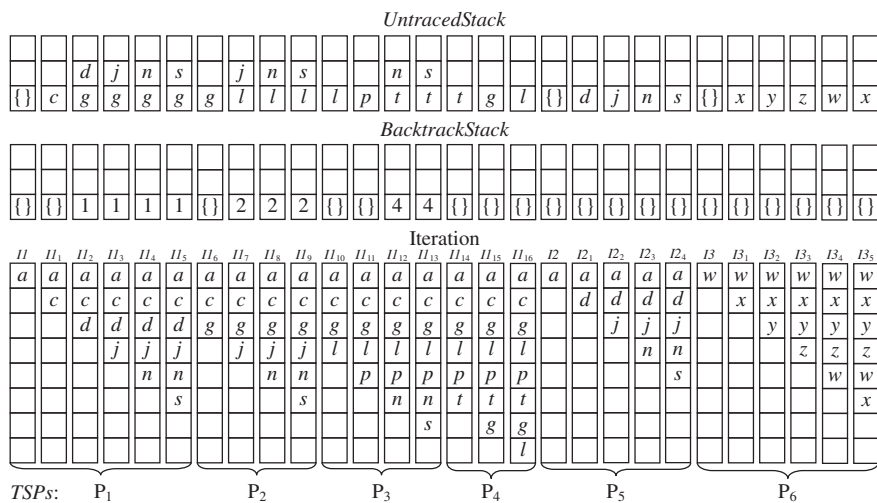 UntracedStack
d j n s j n s n s
{} c g g g g g l l l l p t t t g l {} d j n s {} x y z w x
BacktrackStack
{} {} 1 1 1 1 {} 2 2 2 {} {} 4 4 {} {} {} {} {} {} {} {} {} {} {} {} {} {}
Iteration
I1 I1₁ I1₂ I1₃ I1₄ I1₅ I1₆ I1₇ I1₈ I1₉ I1₁₀ I1₁₁ I1₁₂ I1₁₃ I1₁₄ I1₁₅ I1₁₆ I2 I2₁ I2₂ I2₃ I2₄ I3 I3₁ I3₂ I3₃ I3₄ I3₅
a a a a a a a a a a a a a a a a a a a a a a w w w w w w
c c c c c c c c c c c c c c c c d d d d x x x x x
d d d d g g g g g g g g g g g j j j y y y y
j j j j j j l l l l l l l n n z z z
n n n n p p p p p p s w w
s s n n t t t x
s g g
l
TSPs: P₁ P₂ P₃ P₄ P₅ P₆